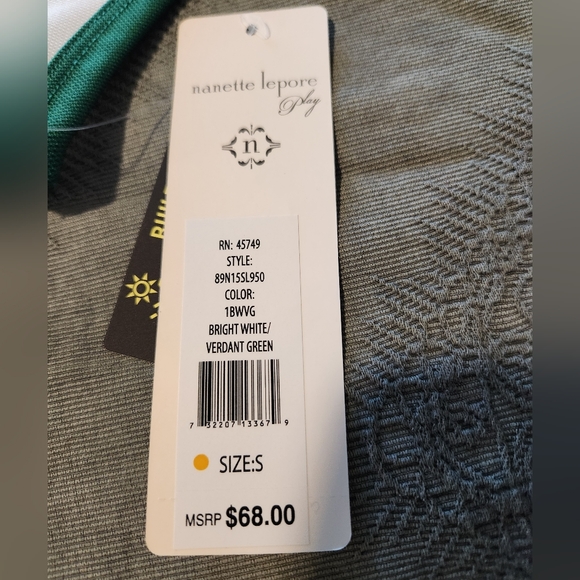 nanette lepore
Play
n
RN: 45749
STYLE:
89N15SL950
COLOR:
1BWVG
BRIGHT WHITE/
VERDANT GREEN
7 52207 13367 9
SIZE:S
MSRP $68.00